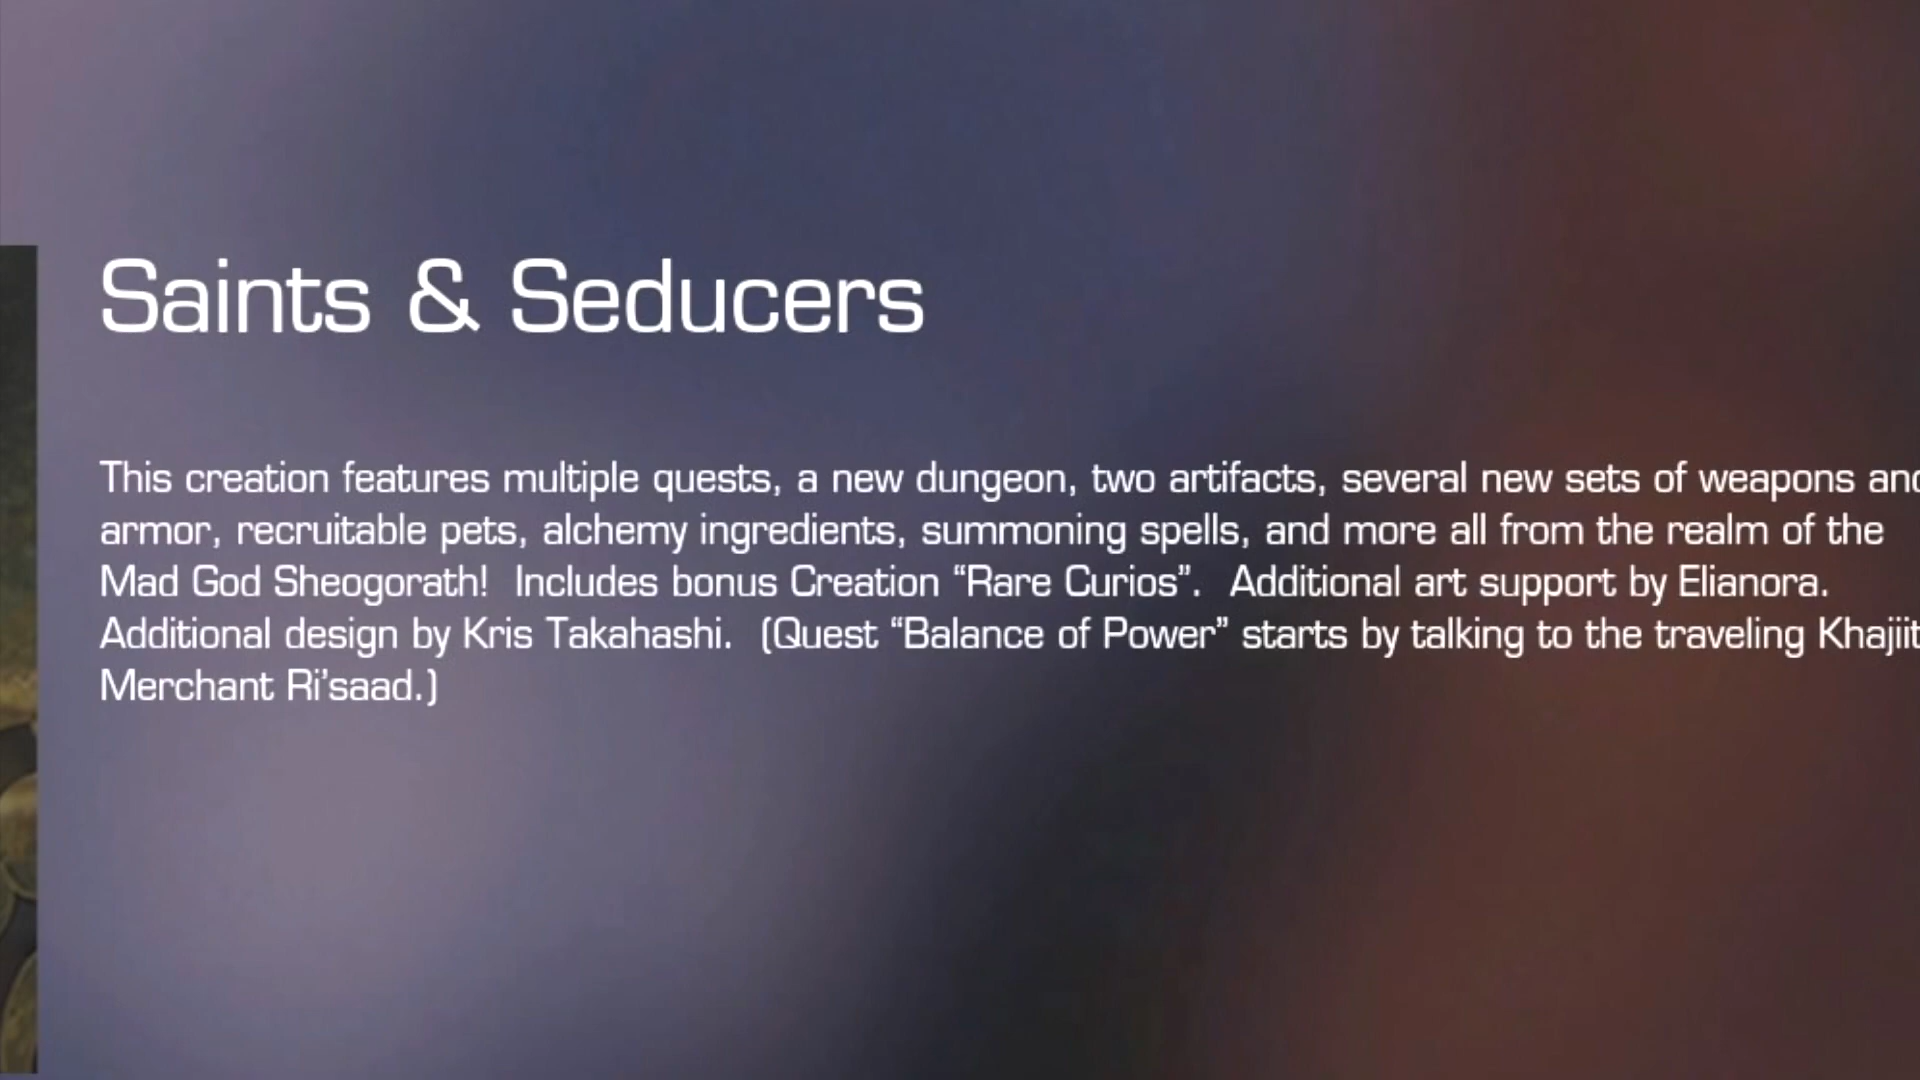 Saints & Seducers
This creation features multiple quests, a new dungeon, two artifacts, several new sets of weapons and
armor, recruitable pets, alchemy ingredients, summoning spells, and more all from the realm of the
Mad God Sheogorath!  Includes bonus Creation “Rare Curios”.  Additional art support by Elianora.
Additional design by Kris Takahashi.  (Quest “Balance of Power” starts by talking to the traveling Khajiit
Merchant Ri’saad.)